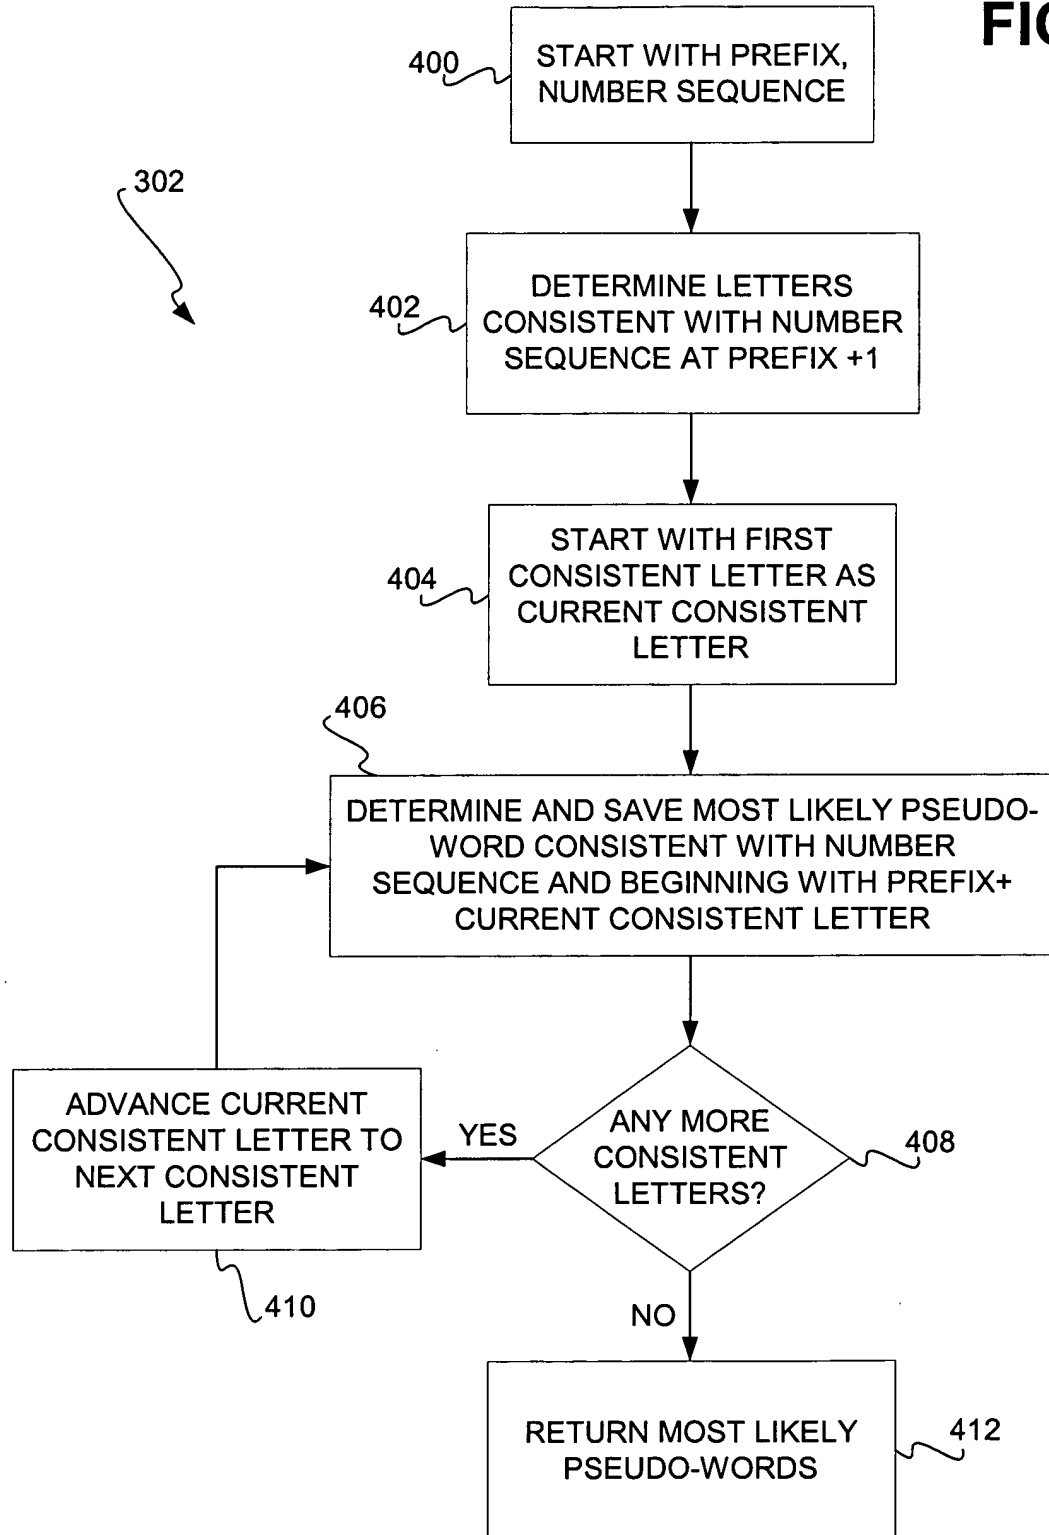 FIG
400
START WITH PREFIX,
NUMBER SEQUENCE
302
402
DETERMINE LETTERS
CONSISTENT WITH NUMBER
SEQUENCE AT PREFIX +1
404
START WITH FIRST
CONSISTENT LETTER AS
CURRENT CONSISTENT
LETTER
406
DETERMINE AND SAVE MOST LIKELY PSEUDO-
WORD CONSISTENT WITH NUMBER
SEQUENCE AND BEGINNING WITH PREFIX+
CURRENT CONSISTENT LETTER
ADVANCE CURRENT
CONSISTENT LETTER TO
NEXT CONSISTENT
LETTER
YES
ANY MORE
CONSISTENT
LETTERS?
408
410
NO
RETURN MOST LIKELY
PSEUDO-WORDS
412